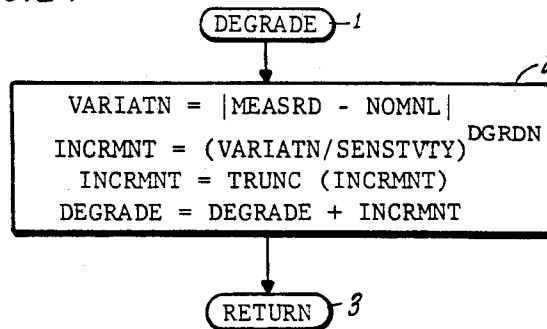 DEGRADE 1
VARIATN = |MEASRD - NOMNL|
INCRMNT = (VARIATN/SENSTVTY)DGRDN
INCRMNT = TRUNC (INCRMNT)
DEGRADE = DEGRADE + INCRMNT
RETURN 3